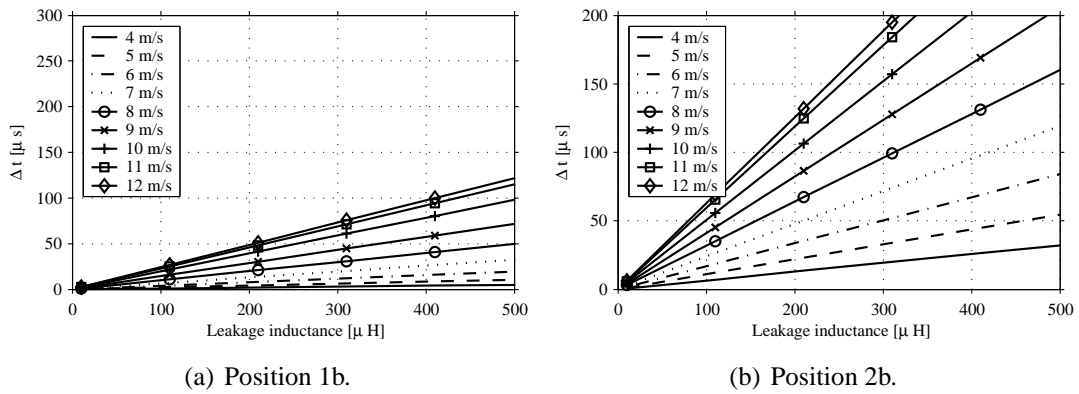 300
250
200
150
100
50
0
Δ t [μ s]
4 m/s
5 m/s
6 m/s
7 m/s
8 m/s
9 m/s
10 m/s
11 m/s
12 m/s
0 100 200 300 400 500
Leakage inductance [μ H]
(a) Position 1b.
200
150
100
50
0
Δ t [μ s]
4 m/s
5 m/s
6 m/s
7 m/s
8 m/s
9 m/s
10 m/s
11 m/s
12 m/s
0 100 200 300 400 500
Leakage inductance [μ H]
(b) Position 2b.